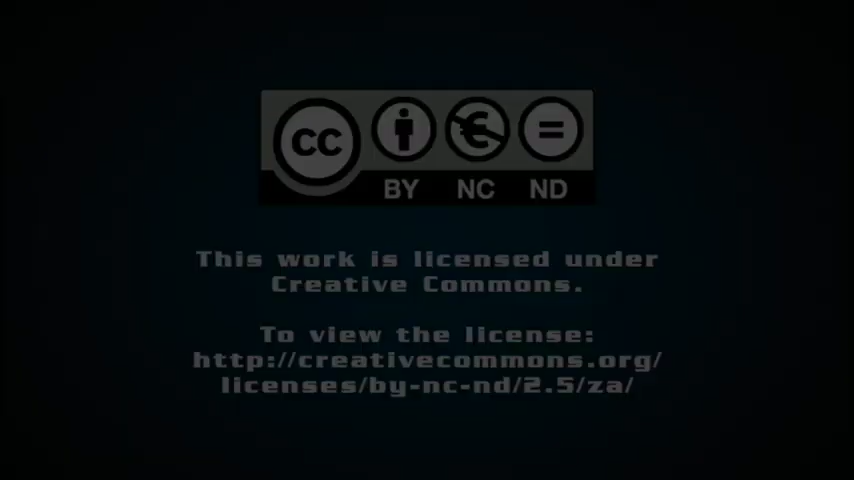 CC
BY NC ND
This work is licensed under
Creative Commons.
To view the license:
http://creativecommons.org/
licenses/by-nc-nd/2.5/za/